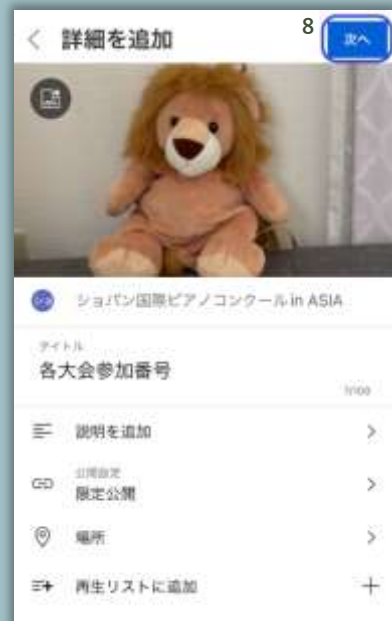 詳細を追加
8
次へ
ショパン国際ピアノコンクール in ASIA
タイトル
各大会参加番号
説明を追加
公開設定
限定公開
場所
再生リストに追加